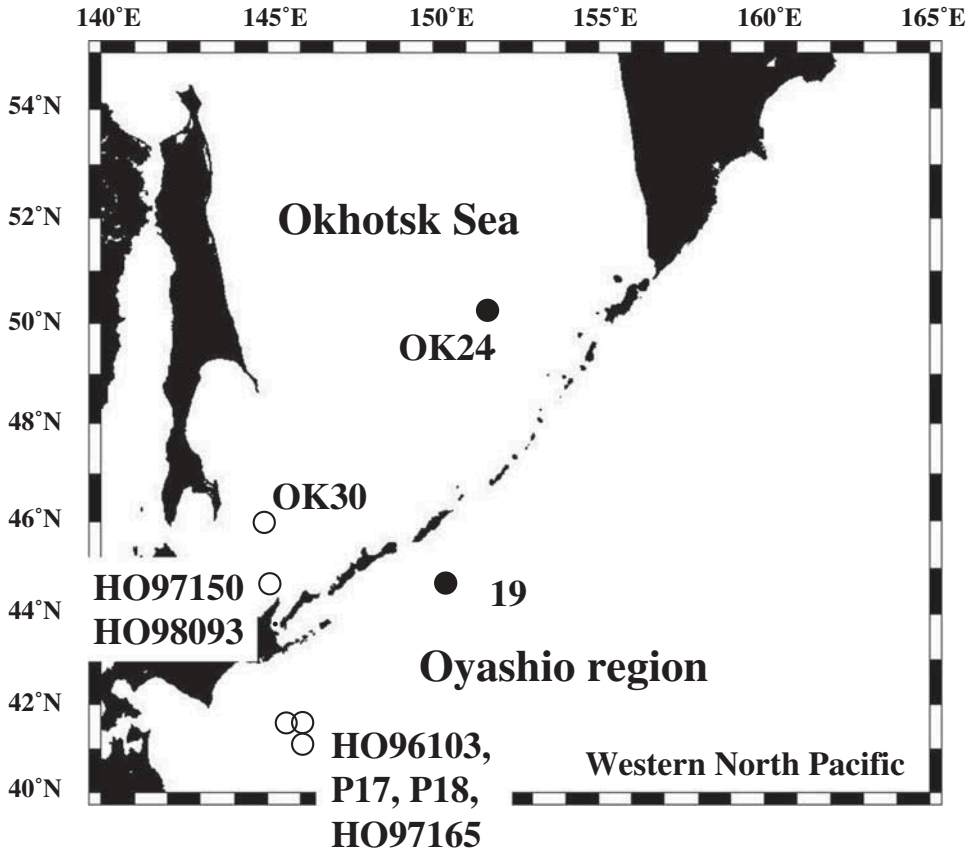 140˚E 145˚E 150˚E 155˚E 160˚E 165˚E
54˚N
52˚N
Okhotsk Sea
50˚N
OK24
48˚N
OK30
46˚N
HO97150
HO98093
44˚N
19
Oyashio region
42˚N
HO96103,
P17, P18,
HO97165
Western North Pacific
40˚N